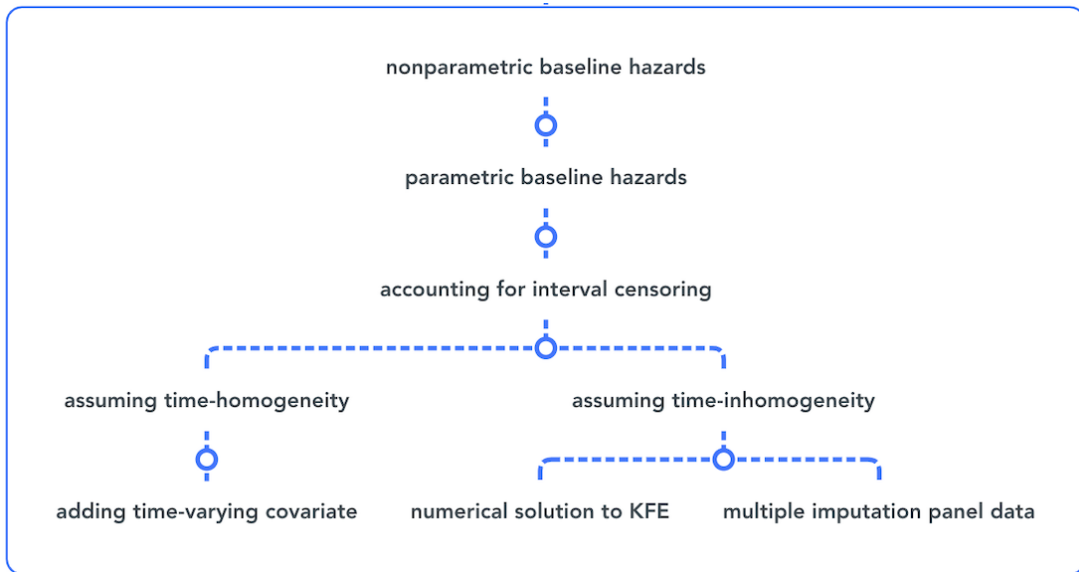 nonparametric baseline hazards
parametric baseline hazards
accounting for interval censoring
assuming time-homogeneity
assuming time-inhomogeneity
adding time-varying covariate
numerical solution to KFE
multiple imputation panel data